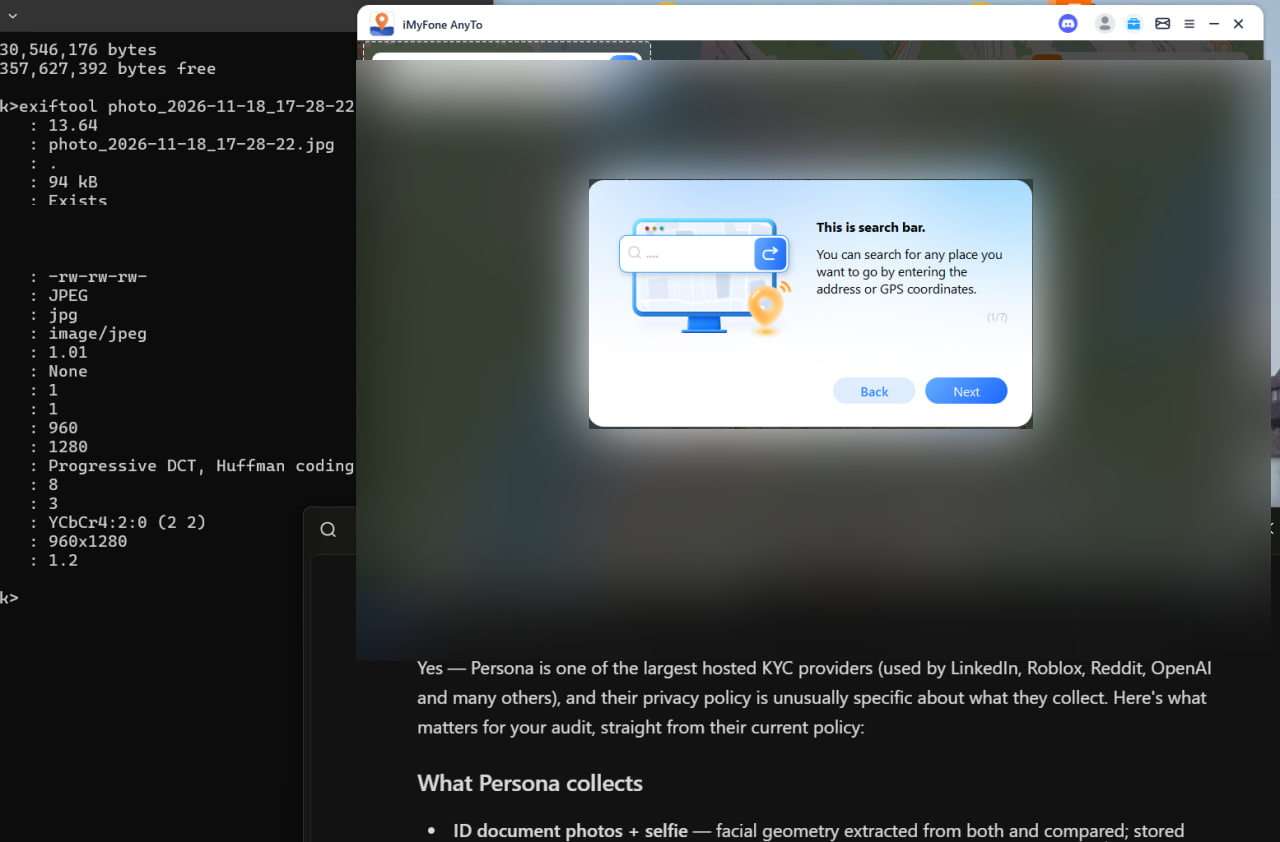 iMyFone AnyTo
30,546,176 bytes
357,627,392 bytes free
k>exiftool photo_2026-11-18_17-28-22
: 13.64
: photo_2026-11-18_17-28-22.jpg
: .
: 94 kB
: Exists
: -rw-rw-rw-
: JPEG
: jpg
: image/jpeg
: 1.01
: None
: 1
: 1
: 960
: 1280
: Progressive DCT, Huffman coding
: 8
: 3
: YCbCr4:2:0 (2 2)
: 960x1280
: 1.2
k>
....
This is search bar.
You can search for any place you
want to go by entering the
address or GPS coordinates.
(1/7)
Back
Next
Yes — Persona is one of the largest hosted KYC providers (used by LinkedIn, Roblox, Reddit, OpenAI
and many others), and their privacy policy is unusually specific about what they collect. Here's what
matters for your audit, straight from their current policy:
What Persona collects
• ID document photos + selfie — facial geometry extracted from both and compared; stored